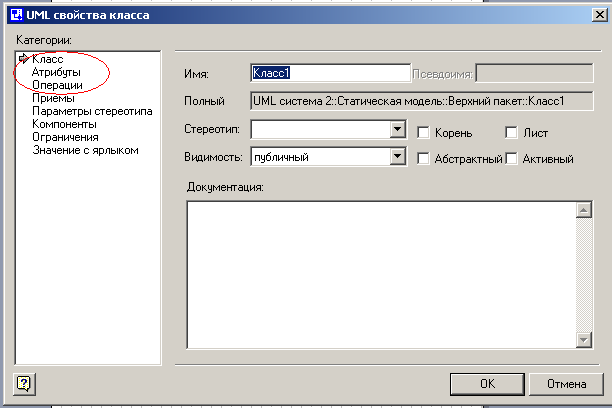 UML свойства класса
Категории:
Класс
Атрибуты
Операции
Приемы
Параметры стереотипа
Компоненты
Ограничения
Значение с ярлыком
Имя: Класс1 Псевдоимя:
Полный UML система 2::Статическая модель::Верхний пакет::Класс1
Стереотип: Корень Лист
Видимость: публичный Абстрактный Активный
Документация:
OK Отмена